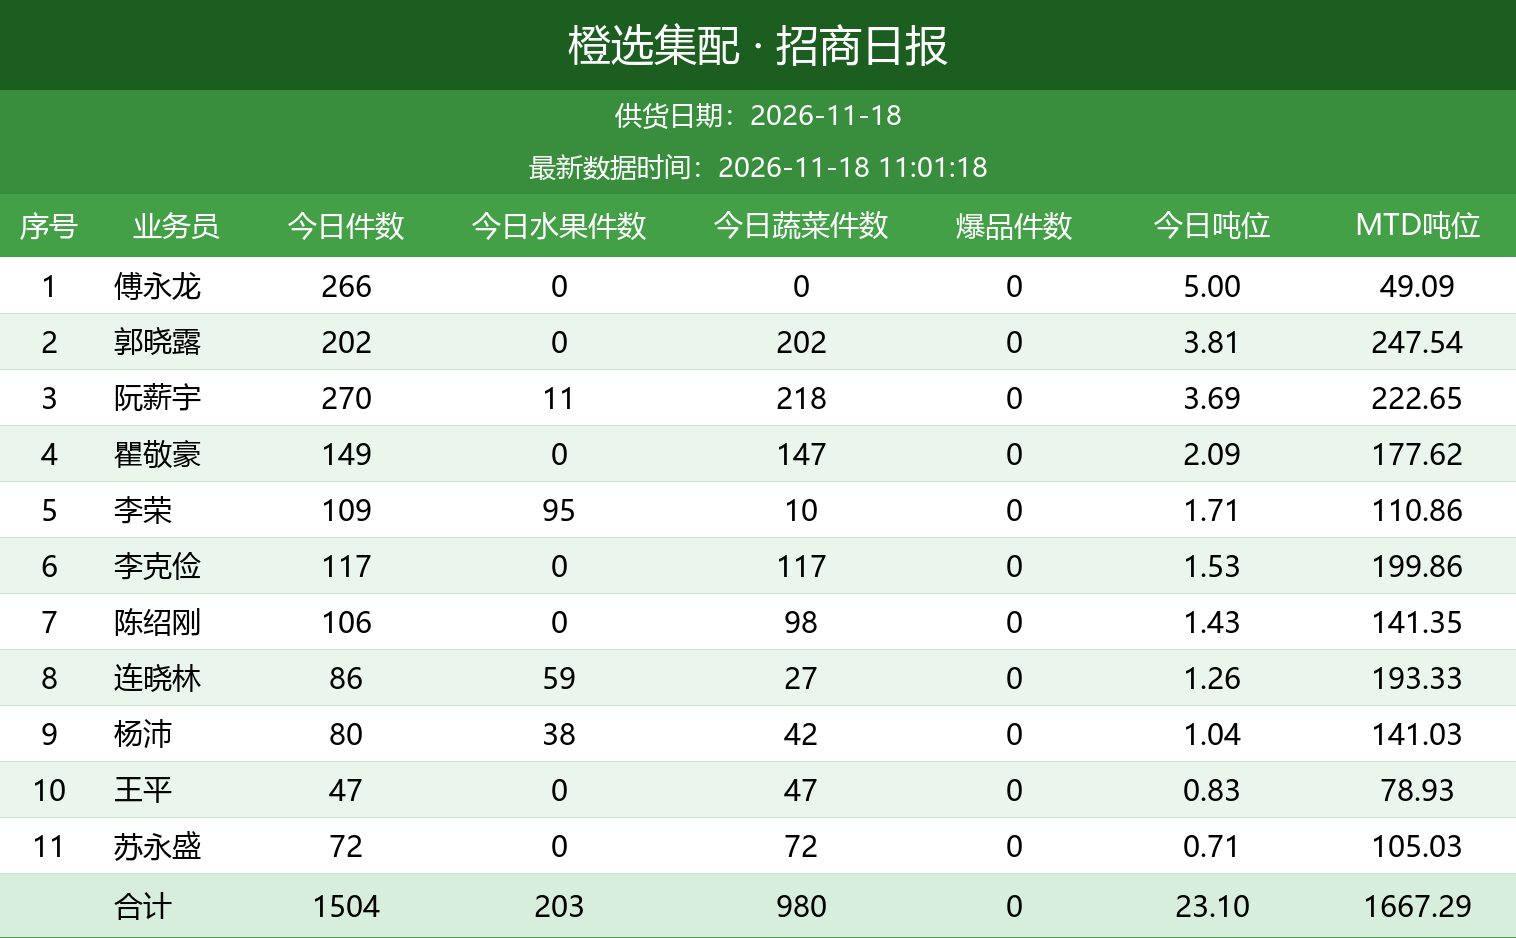 橙选集配 · 招商日报
供货日期：2026-11-18
最新数据时间：2026-11-18 11:01:18
序号 业务员 今日件数 今日水果件数 今日蔬菜件数 爆品件数 今日吨位 MTD吨位
1 傅永龙 266 0 0 0 5.00 49.09
2 郭晓露 202 0 202 0 3.81 247.54
3 阮薪宇 270 11 218 0 3.69 222.65
4 瞿敬豪 149 0 147 0 2.09 177.62
5 李荣 109 95 10 0 1.71 110.86
6 李克俭 117 0 117 0 1.53 199.86
7 陈绍刚 106 0 98 0 1.43 141.35
8 连晓林 86 59 27 0 1.26 193.33
9 杨沛 80 38 42 0 1.04 141.03
10 王平 47 0 47 0 0.83 78.93
11 苏永盛 72 0 72 0 0.71 105.03
合计 1504 203 980 0 23.10 1667.29